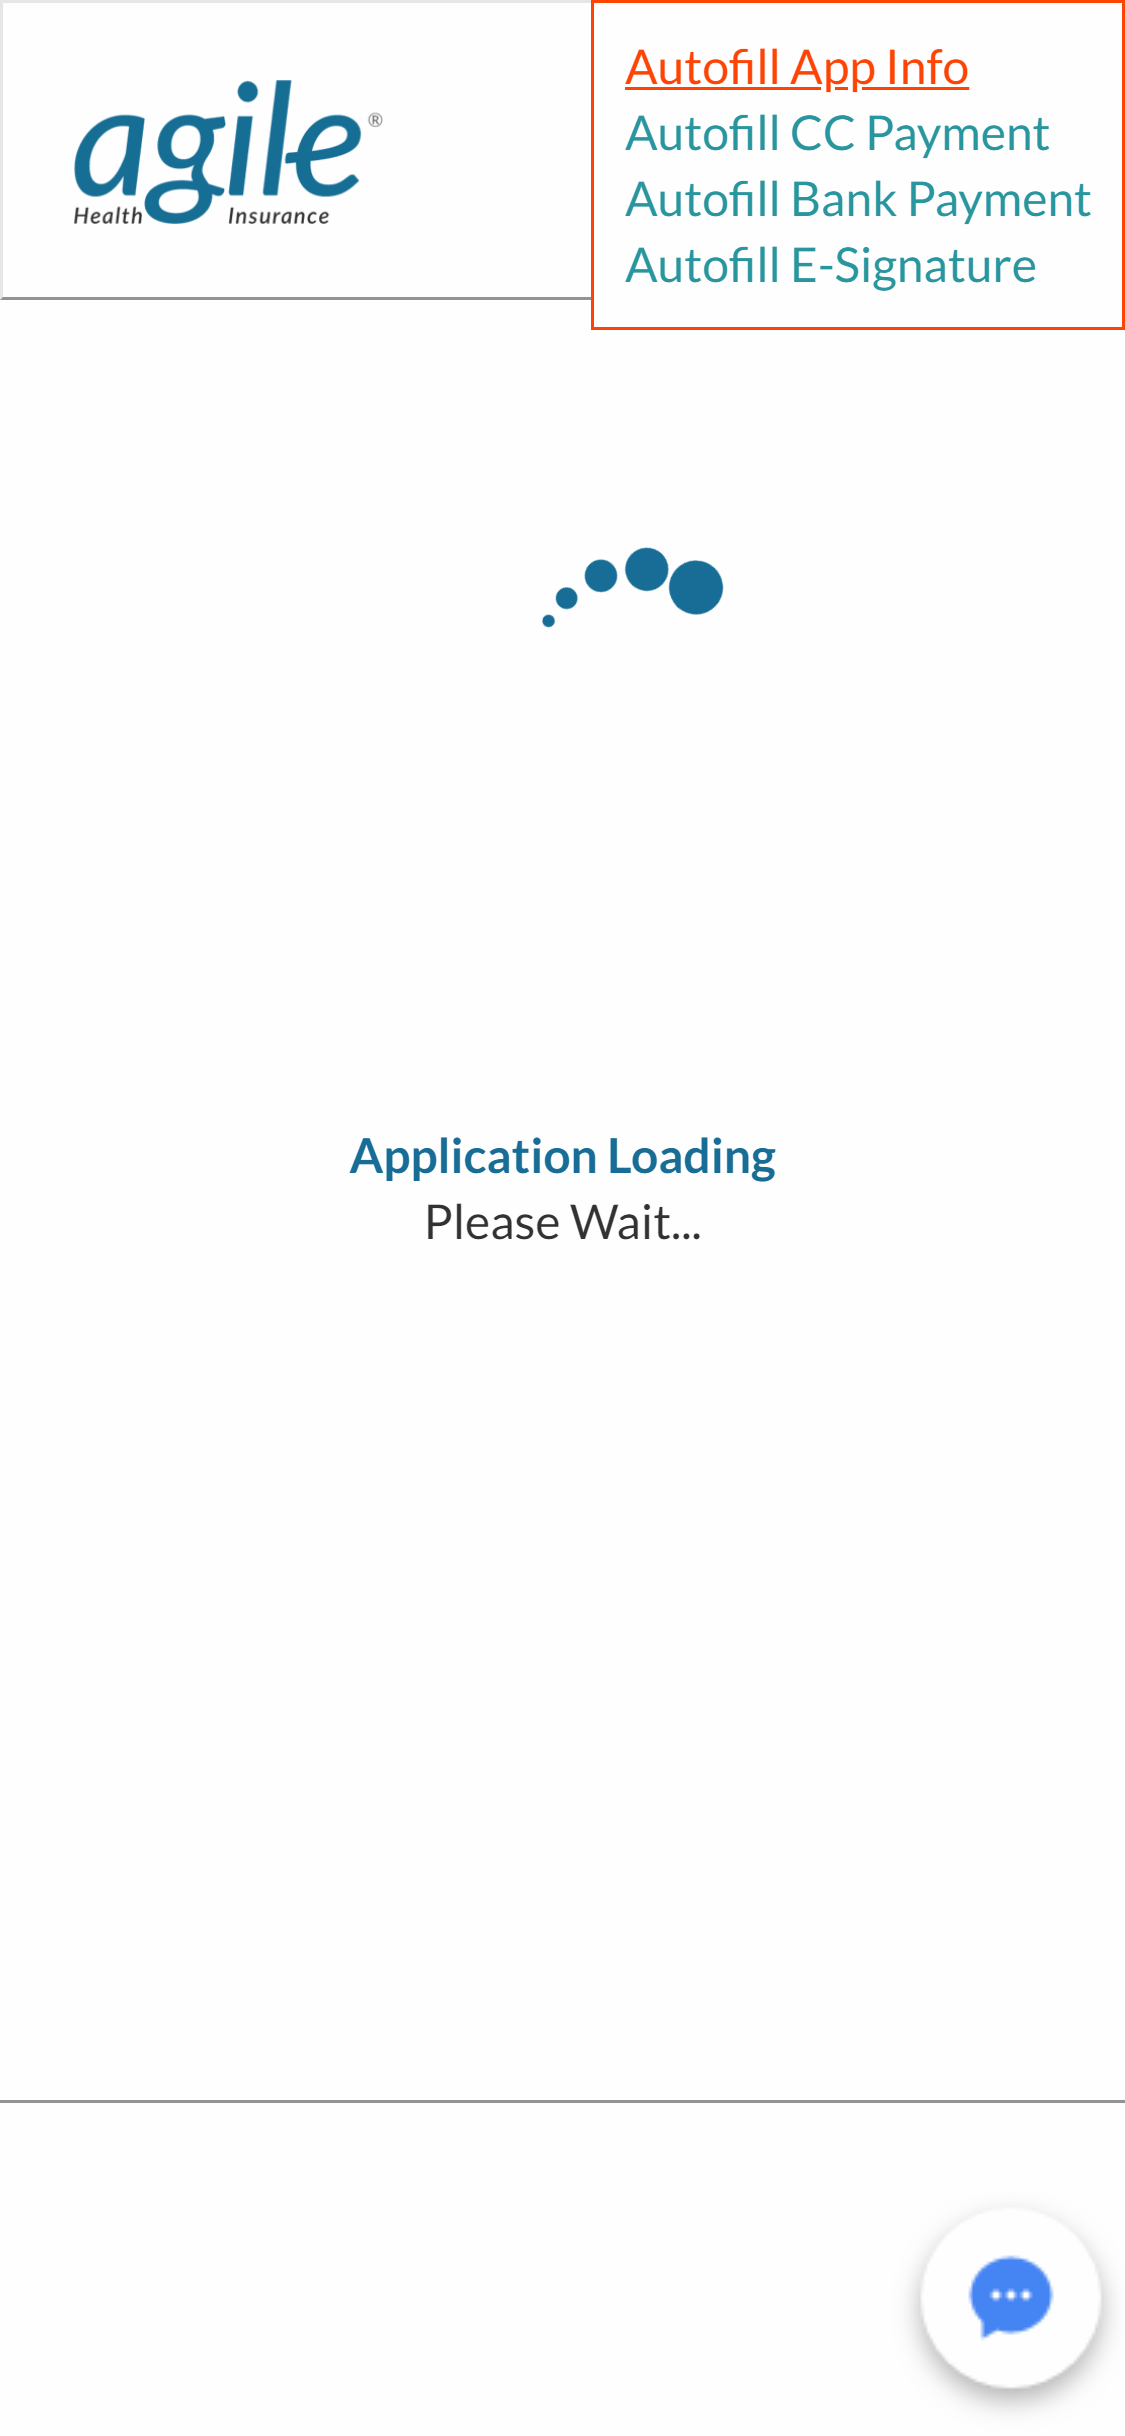 agile®
Health Insurance
Autofill App Info
Autofill CC Payment
Autofill Bank Payment
Autofill E-Signature
Application Loading
Please Wait...